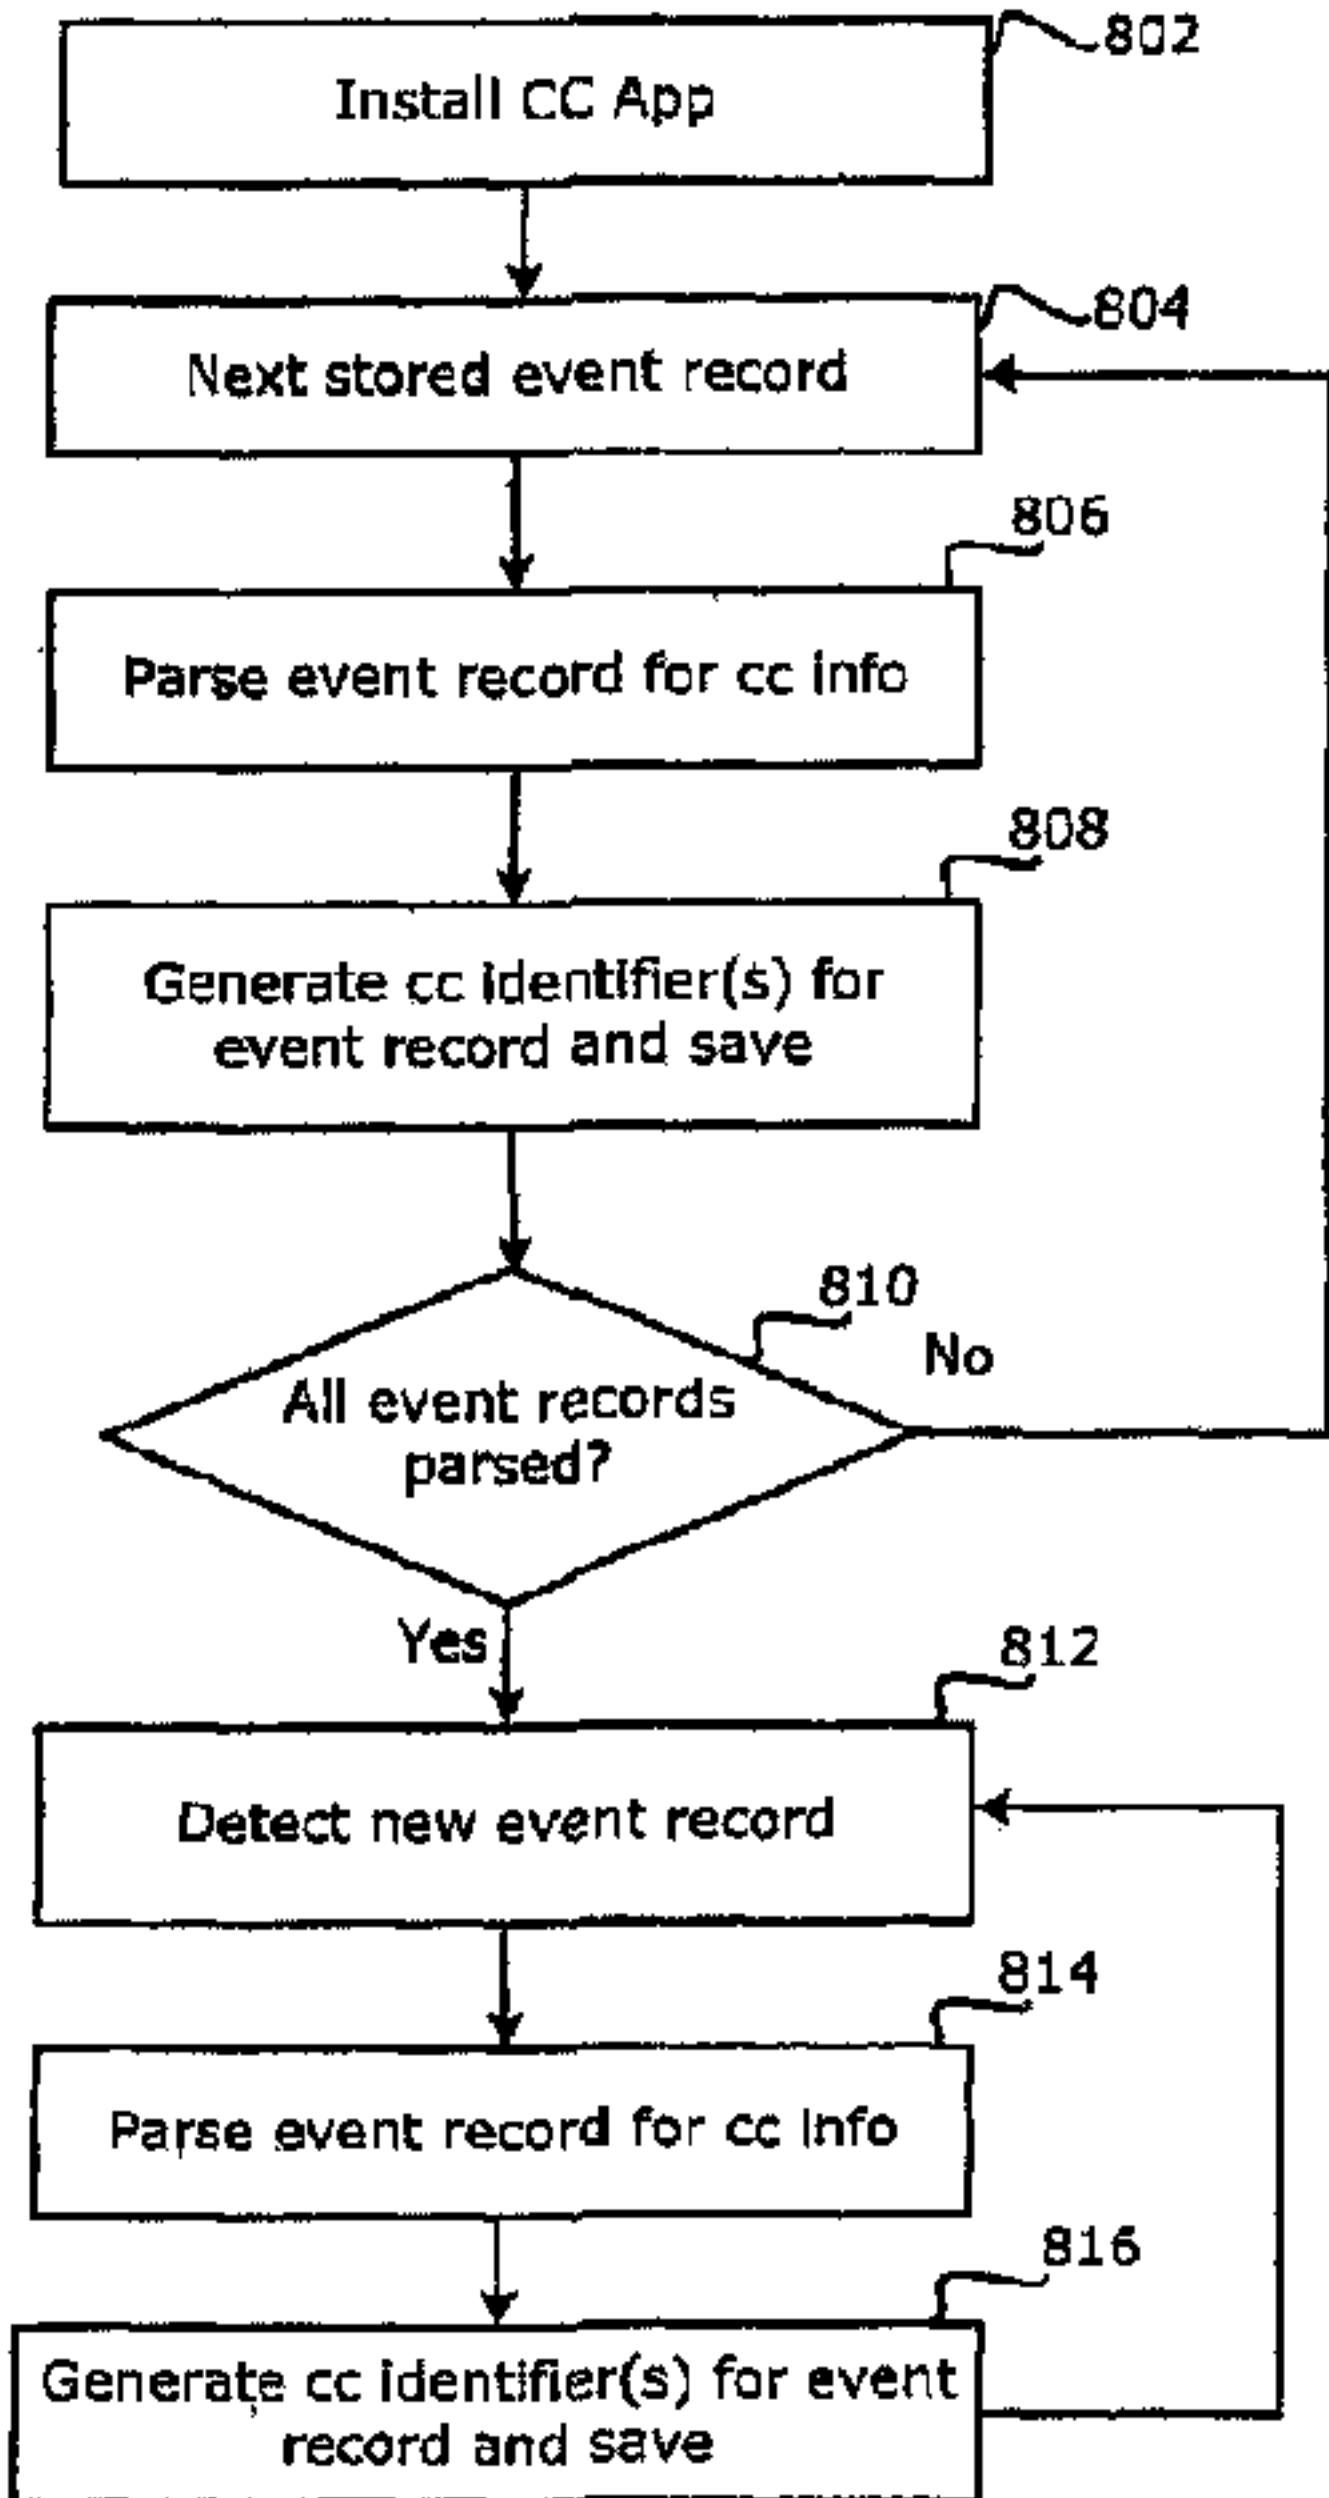 802
Install CC App
804
Next stored event record
806
Parse event record for cc info
808
Generate cc identifier(s) for
event record and save
810
No
All event records
parsed?
Yes
812
Detect new event record
814
Parse event record for cc info
816
Generate cc identifier(s) for event
record and save